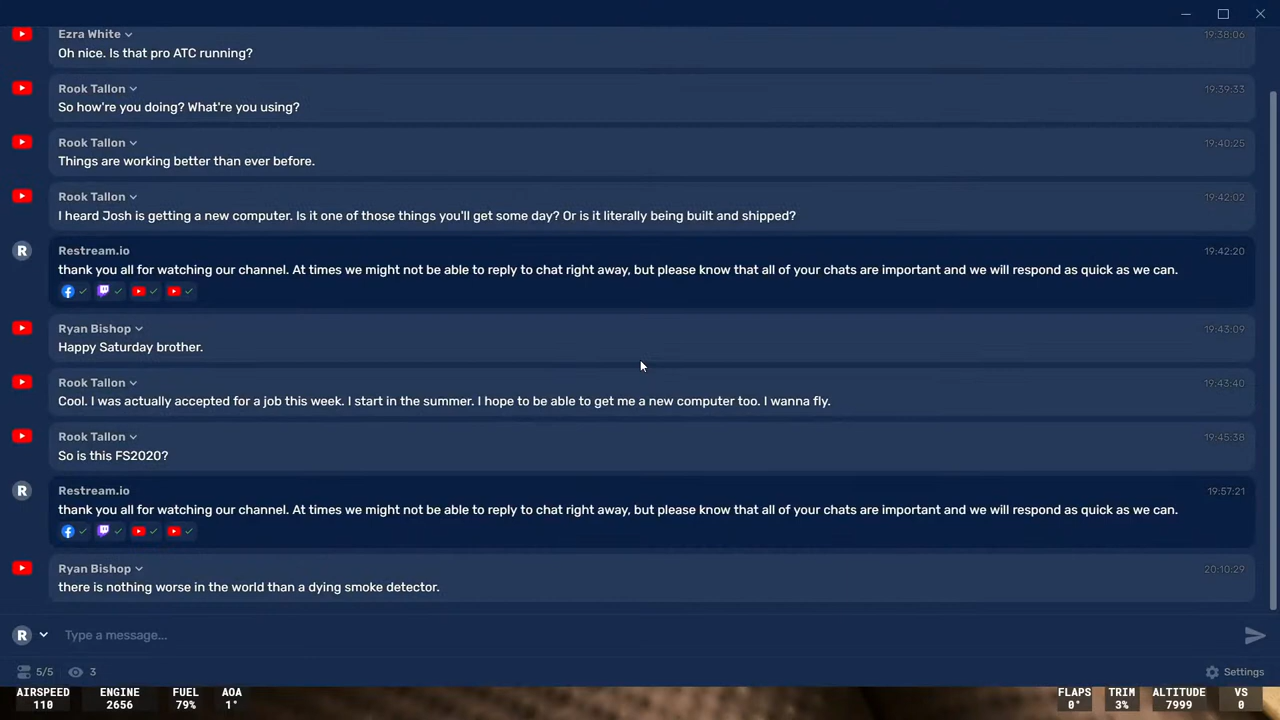 Ezra White
19:38:06
Oh nice. Is that pro ATC running?
Rook Tallon
19:39:33
So how're you doing? What're you using?
Rook Tallon
19:40:25
Things are working better than ever before.
Rook Tallon
19:42:02
I heard Josh is getting a new computer. Is it one of those things you'll get some day? Or is it literally being built and shipped?
R
Restream.io
19:42:20
thank you all for watching our channel. At times we might not be able to reply to chat right away, but please know that all of your chats are important and we will respond as quick as we can.
Ryan Bishop
19:43:09
Happy Saturday brother.
Rook Tallon
19:43:40
Cool. I was actually accepted for a job this week. I start in the summer. I hope to be able to get me a new computer too. I wanna fly.
Rook Tallon
19:45:38
So is this FS2020?
R
Restream.io
19:57:21
thank you all for watching our channel. At times we might not be able to reply to chat right away, but please know that all of your chats are important and we will respond as quick as we can.
Ryan Bishop
20:10:29
there is nothing worse in the world than a dying smoke detector.
R
Type a message...
5/5 3
Settings
AIRSPEED ENGINE FUEL AOA FLAPS TRIM ALTITUDE VS
110 2656 79% 1° 0° 3% 7999 0